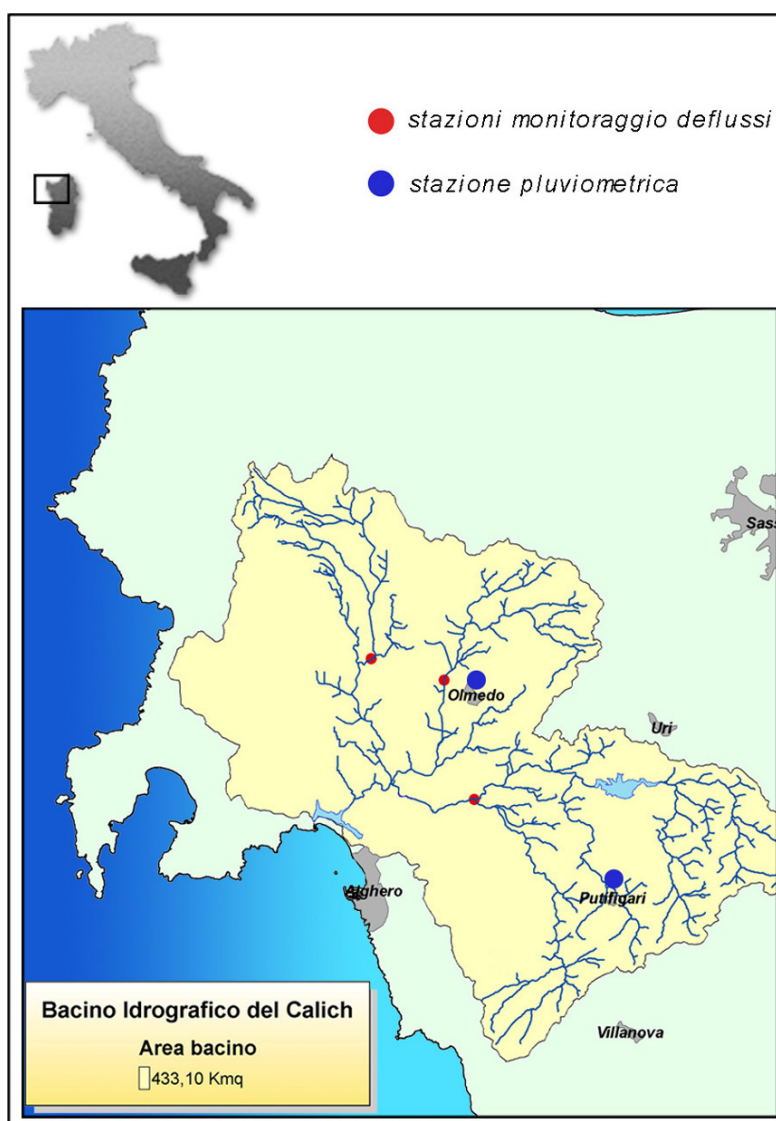 stazioni monitoraggio deflussi
stazione pluviometrica
Sass
Olmedo
Uri
Alghero
Putifigari
Villanova
Bacino Idrografico del Calich
Area bacino
433,10 Kmq